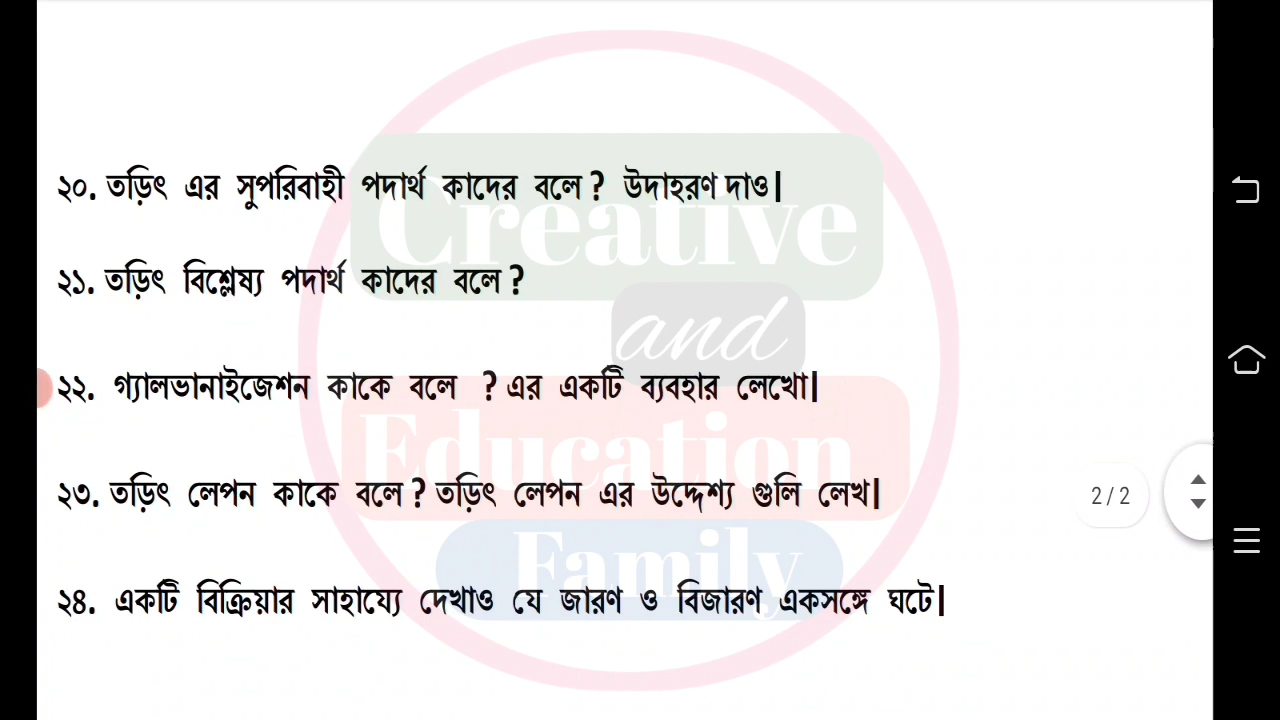 ২০. তড়িৎ এর সুপরিবাহী পদার্থ কাদের বলে ? উদাহরণ দাও|
Creative
২১. তড়িৎ বিশ্লেষ্য পদার্থ কাদের বলে ?
and
২২. গ্যালভানাইজেশন কাকে বলে ? এর একটি ব্যবহার লেখো|
Education
২৩. তড়িৎ লেপন কাকে বলে ? তড়িৎ লেপন এর উদ্দেশ্য গুলি লেখ|
2 / 2
Family
২৪. একটি বিক্রিয়ার সাহায্যে দেখাও যে জারণ ও বিজারণ একসঙ্গে ঘটে|